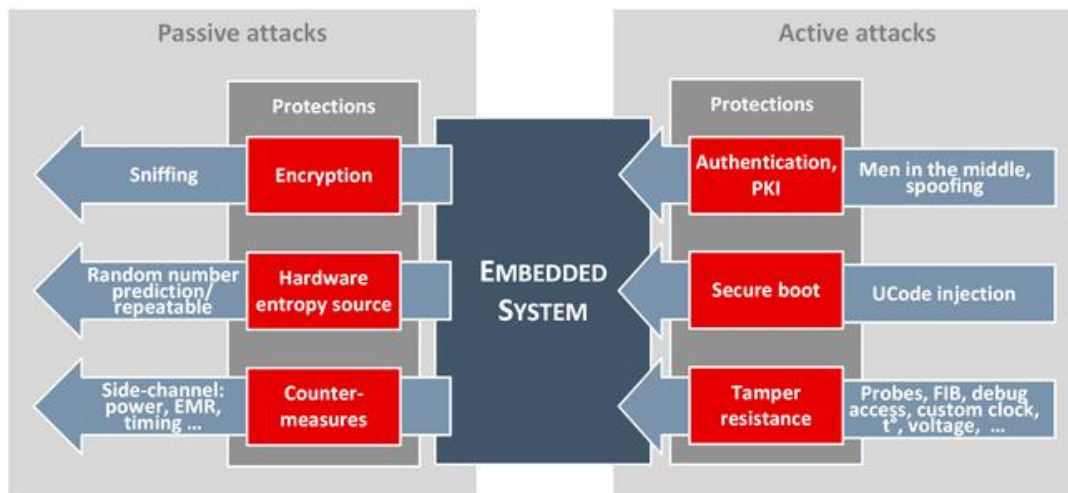 Passive attacks
Protections
Sniffing
Encryption
Random number
prediction/
repeatable
Hardware
entropy source
Side-channel:
power, EMR,
timing ...
Counter-
measures
EMBEDDED
SYSTEM
Active attacks
Protections
Authentication,
PKI
Men in the middle,
spoofing
Secure boot
UCode injection
Tamper
resistance
Probes, FIB, debug
access, custom clock,
t°, voltage, ...